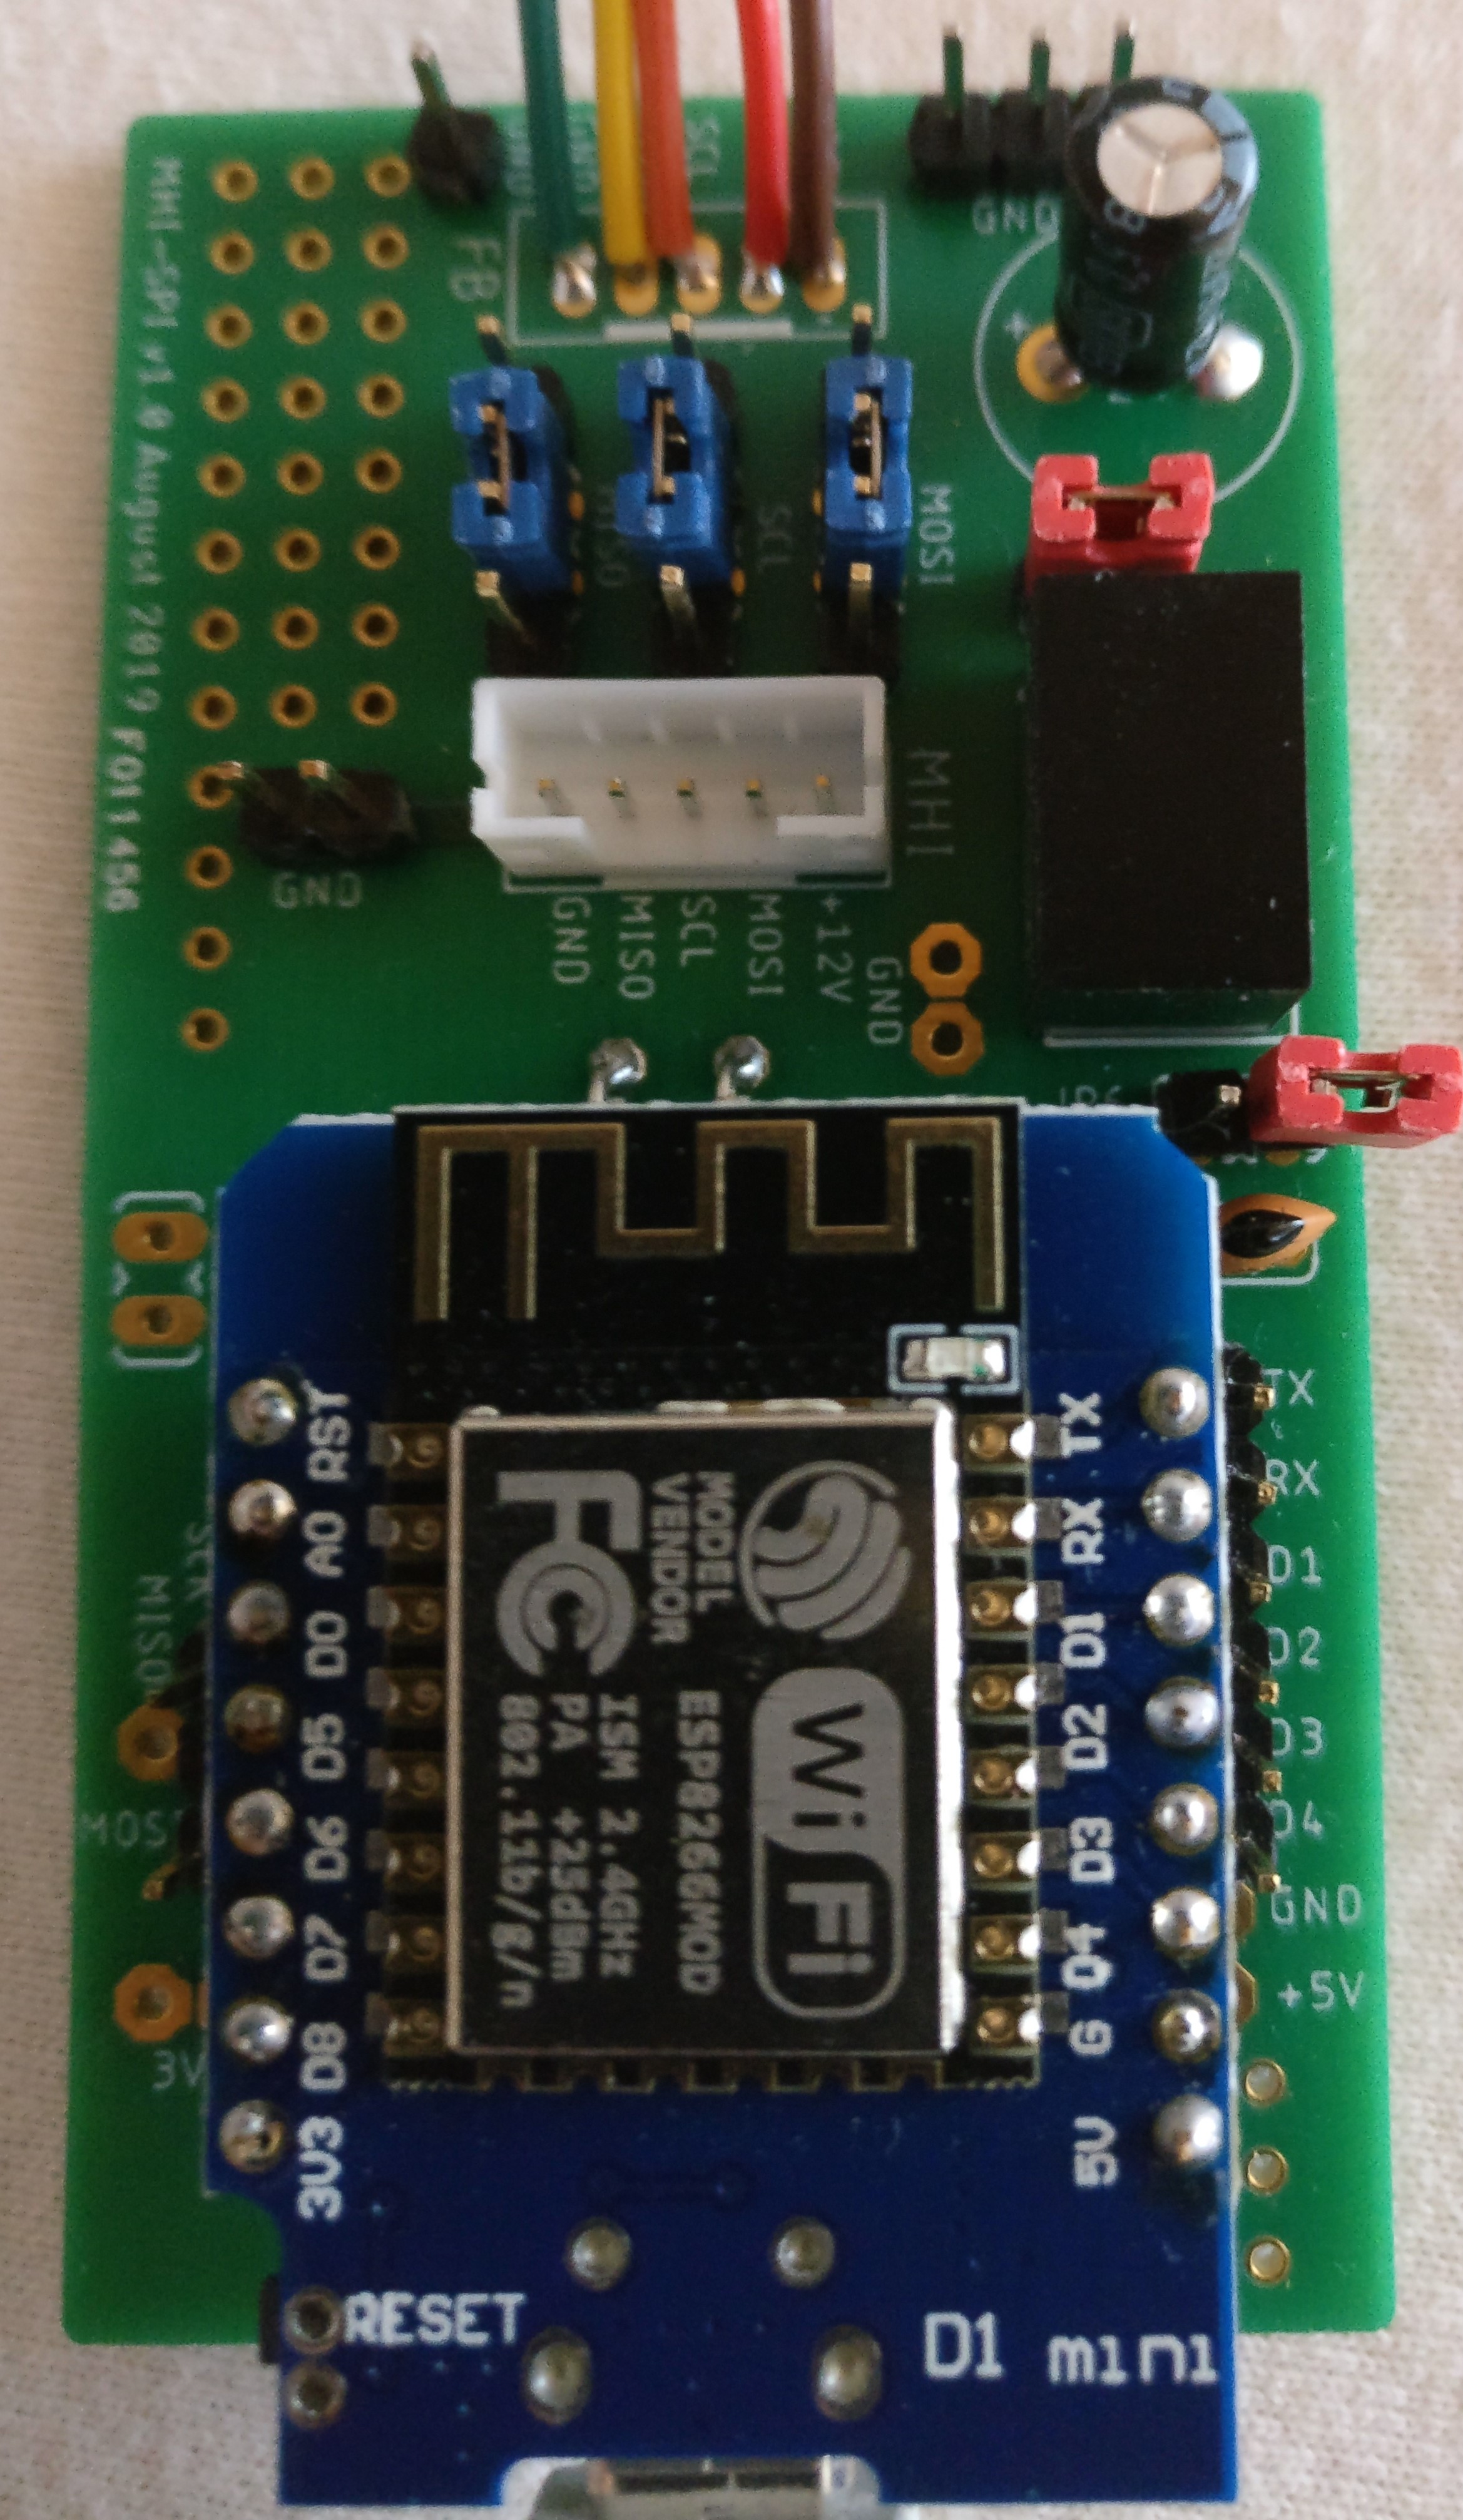 MHI-SPI v1.0 August 2019 F011456
GND
SCL
GND
FB
MISO
SCL
MOSI
MHI
GND
GND
MISO
SCL
MOSI
+12V
GND
SCK
MISO
MOSI
TX
RX
D1
D2
D3
D4
GND
+5V
RST
A0
D0
D5
D6
D7
D8
3V3
TX
RX
D1
D2
D3
D4
G
5V
MODEL
VENDOR
WiFi
ESP8266MOD
FC
ISM 2.4GHz
PA +25dBm
802.11b/g/n
RESET
D1 mini